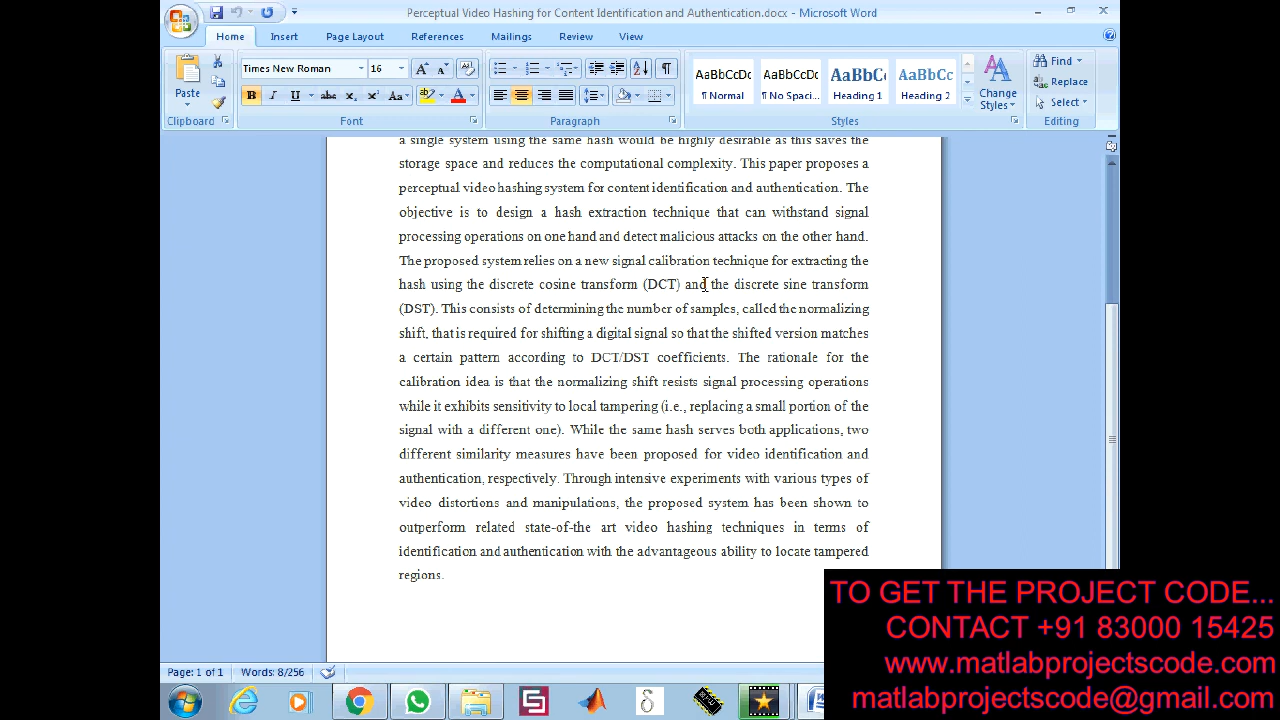 Perceptual Video Hashing for Content Identification and Authentication.docx - Microsoft Word
Home Insert Page Layout References Mailings Review View
Times New Roman 16
Paste
B I U abc x₂ x² Aa
AaBbCcDc AaBbCcDc AaBbC AaBbCc
¶ Normal ¶ No Spaci... Heading 1 Heading 2
Change Styles
Find
Replace
Select
Clipboard Font Paragraph Styles Editing
a single system using the same hash would be highly desirable as this saves the
storage space and reduces the computational complexity. This paper proposes a
perceptual video hashing system for content identification and authentication. The
objective is to design a hash extraction technique that can withstand signal
processing operations on one hand and detect malicious attacks on the other hand.
The proposed system relies on a new signal calibration technique for extracting the
hash using the discrete cosine transform (DCT) and the discrete sine transform
(DST). This consists of determining the number of samples, called the normalizing
shift, that is required for shifting a digital signal so that the shifted version matches
a certain pattern according to DCT/DST coefficients. The rationale for the
calibration idea is that the normalizing shift resists signal processing operations
while it exhibits sensitivity to local tampering (i.e., replacing a small portion of the
signal with a different one). While the same hash serves both applications, two
different similarity measures have been proposed for video identification and
authentication, respectively. Through intensive experiments with various types of
video distortions and manipulations, the proposed system has been shown to
outperform related state-of-the art video hashing techniques in terms of
identification and authentication with the advantageous ability to locate tampered
regions.
TO GET THE PROJECT CODE...
CONTACT +91 83000 15425
www.matlabprojectscode.com
matlabprojectscode@gmail.com
Page: 1 of 1 Words: 8/256